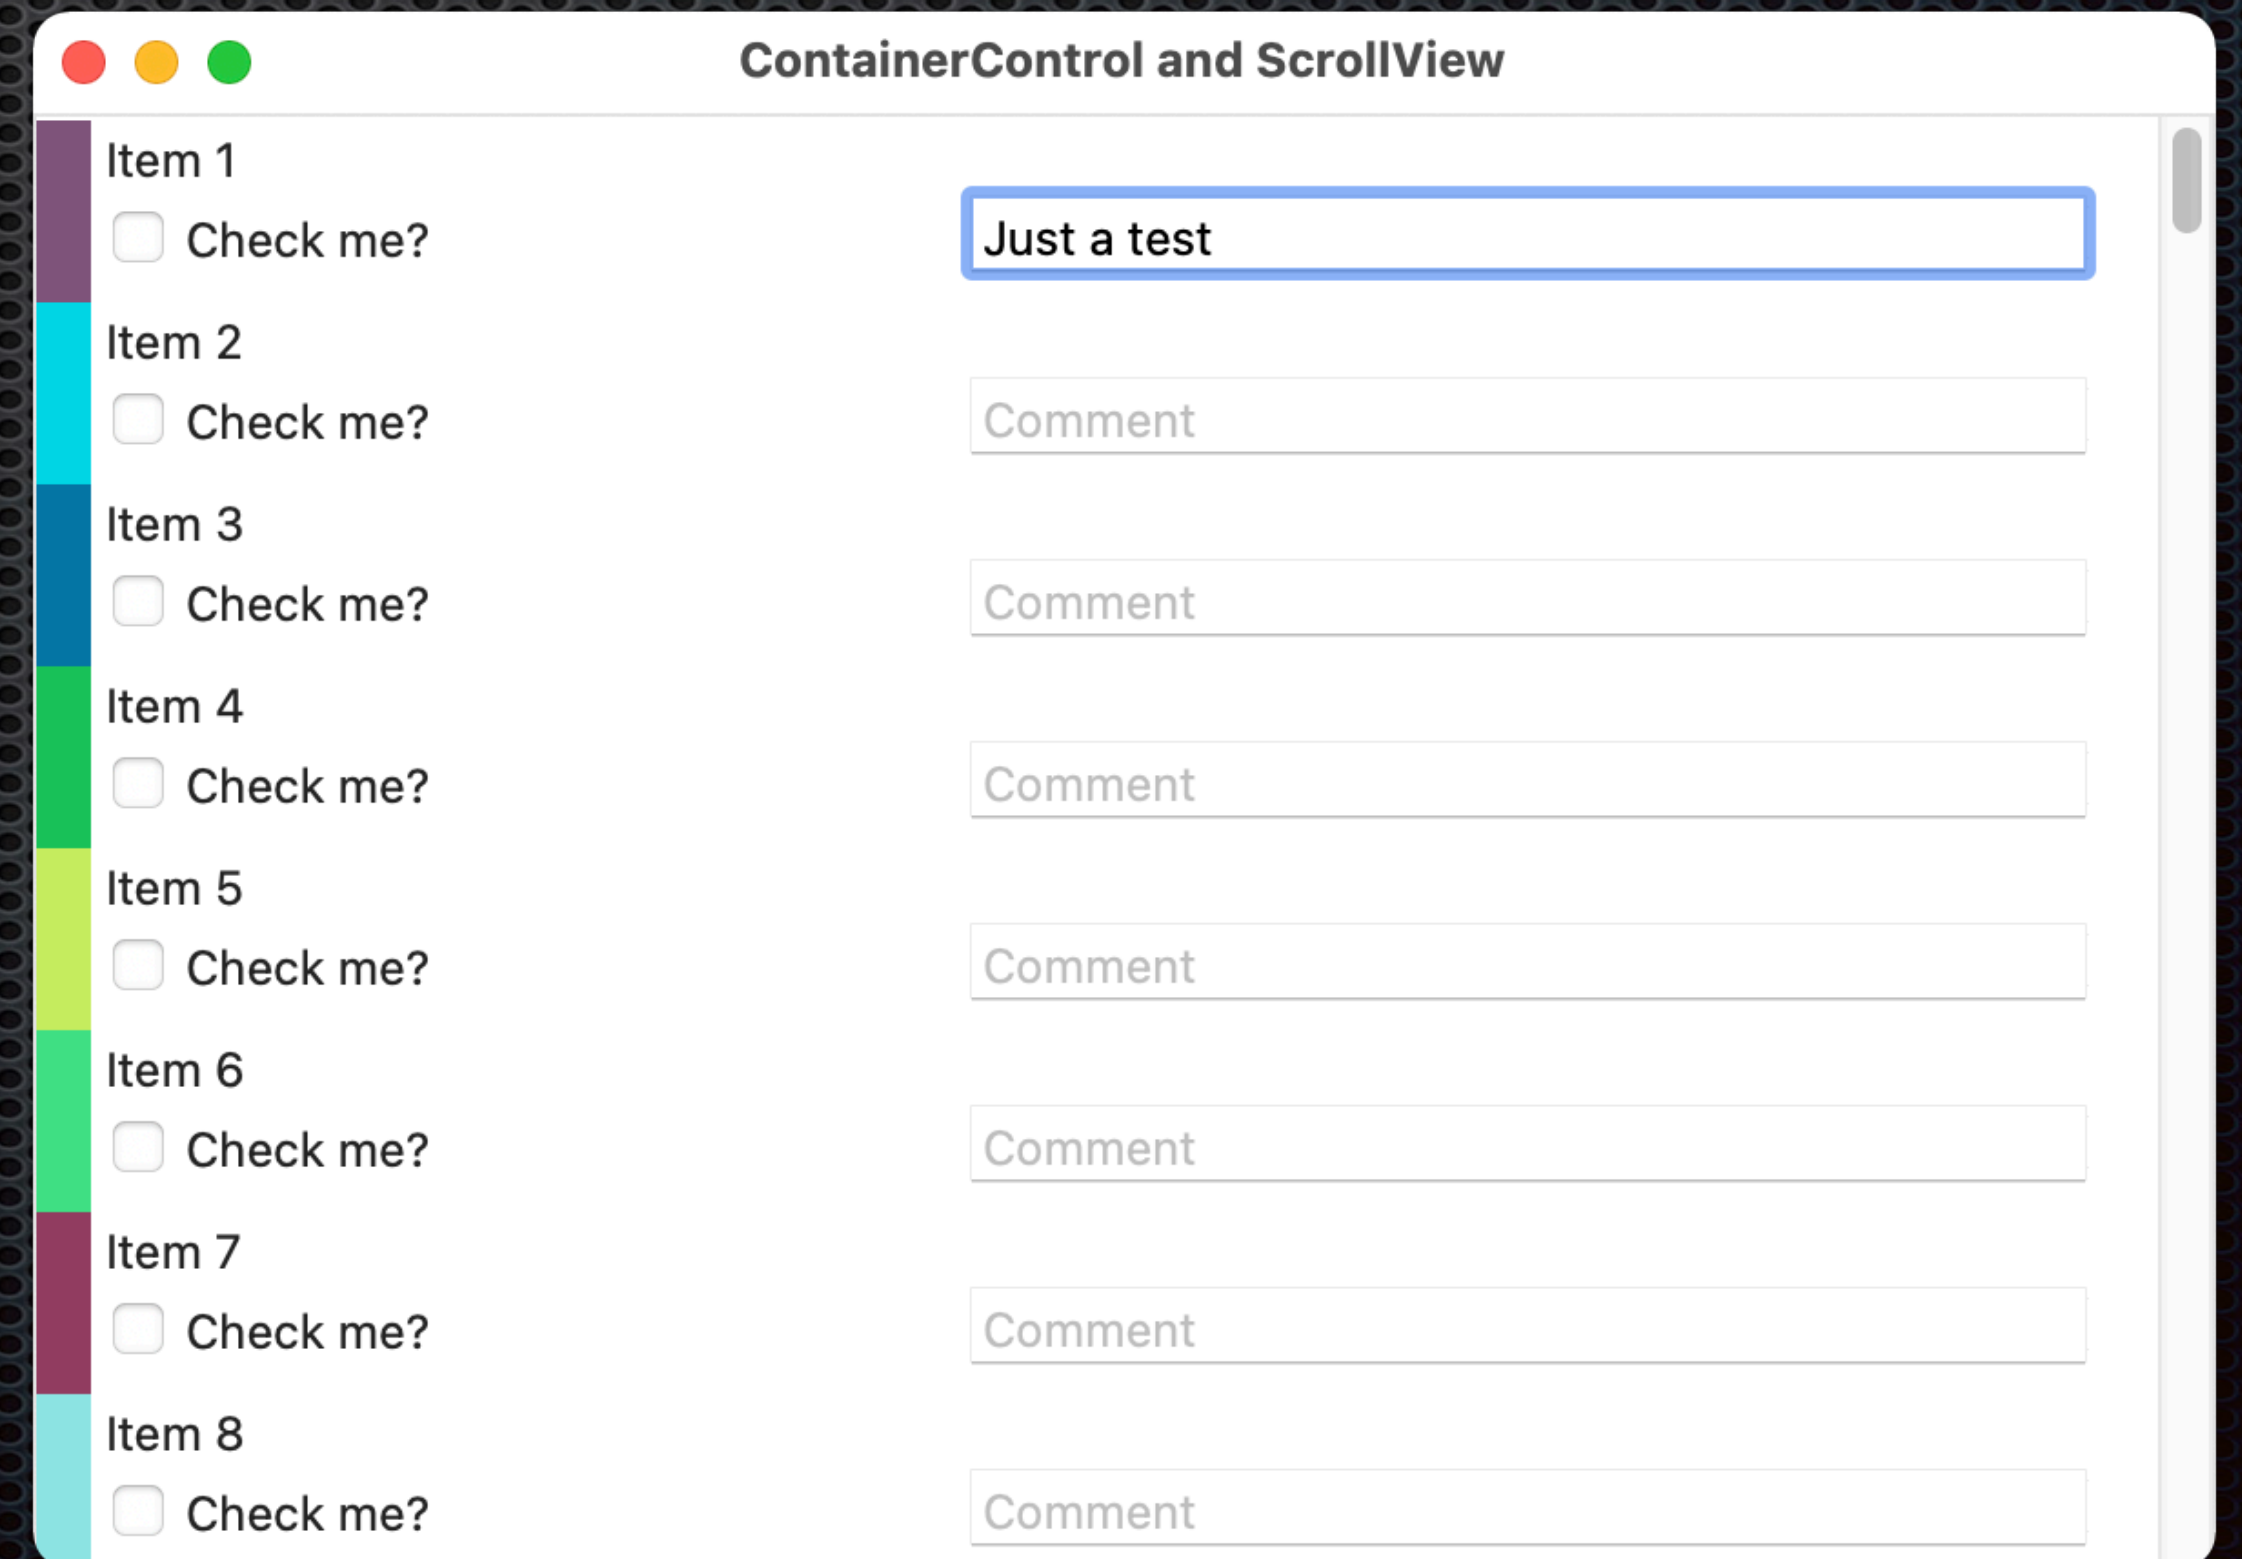 ContainerControl and ScrollView
Item 1
Check me? Just a test
Item 2
Check me? Comment
Item 3
Check me? Comment
Item 4
Check me? Comment
Item 5
Check me? Comment
Item 6
Check me? Comment
Item 7
Check me? Comment
Item 8
Check me? Comment